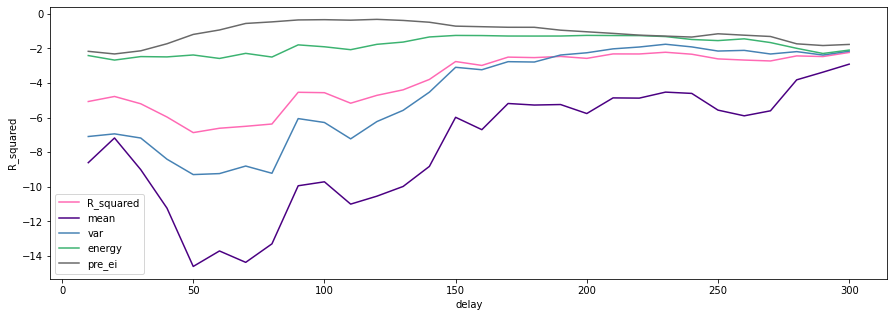 0
−2
−4
−6
−8
−10
−12
−14
R_squared
R_squared
mean
var
energy
pre_ei
0 50 100 150 200 250 300
delay